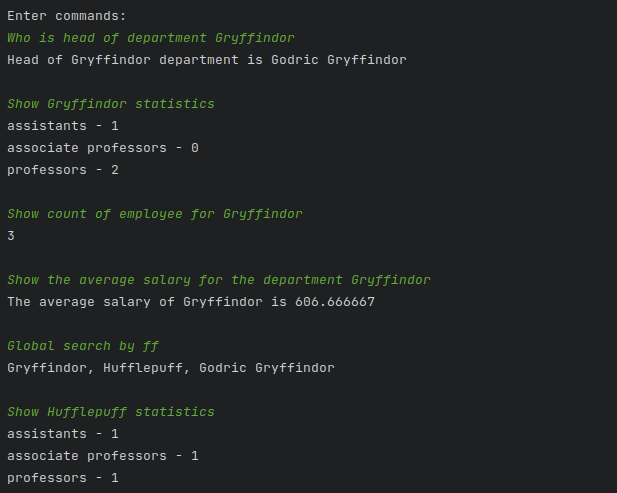 Enter commands:
Who is head of department Gryffindor
Head of Gryffindor department is Godric Gryffindor
Show Gryffindor statistics
assistants - 1
associate professors - 0
professors - 2
Show count of employee for Gryffindor
3
Show the average salary for the department Gryffindor
The average salary of Gryffindor is 606.666667
Global search by ff
Gryffindor, Hufflepuff, Godric Gryffindor
Show Hufflepuff statistics
assistants - 1
associate professors - 1
professors - 1